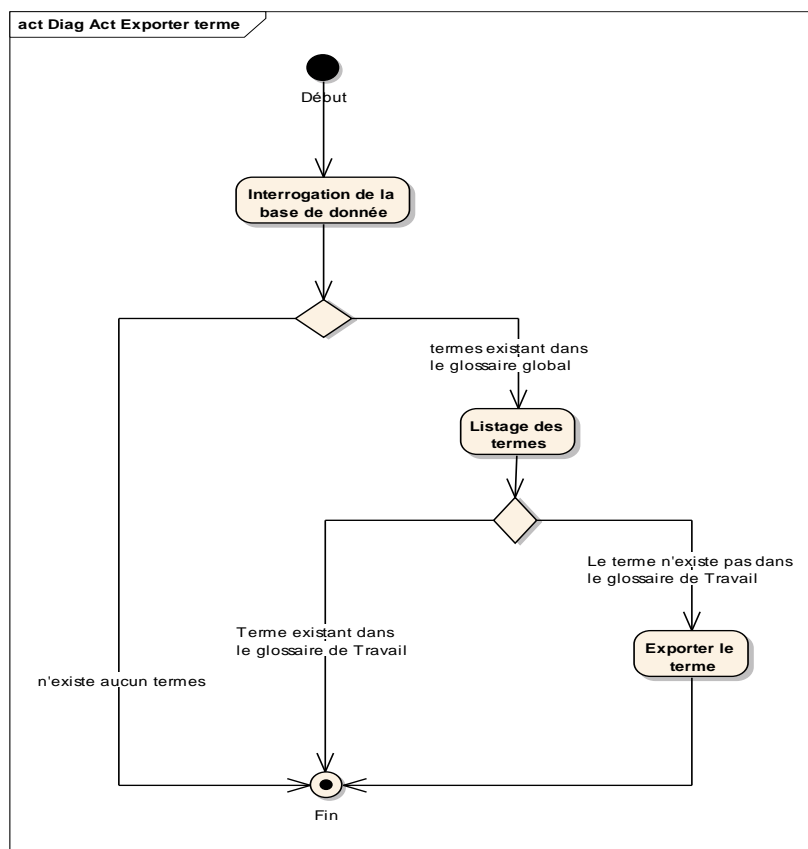 act Diag Act Exporter terme
Début
Interrogation de la
base de donnée
termes existant dans
le glossaire global
Listage des
termes
Le terme n'existe pas dans
le glossaire de Travail
Terme existant dans
le glossaire de Travail
Exporter le
terme
n'existe aucun termes
Fin